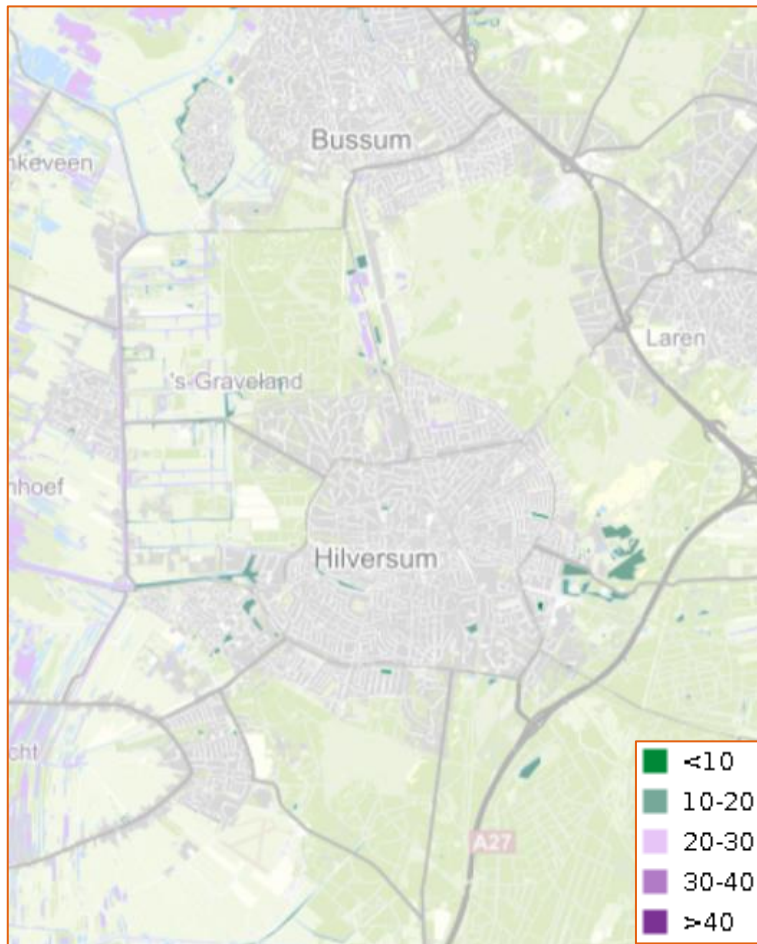 Bussum
nkeveen
Laren
's-Graveland
nhoef
Hilversum
cht
A27
<10
10-20
20-30
30-40
>40